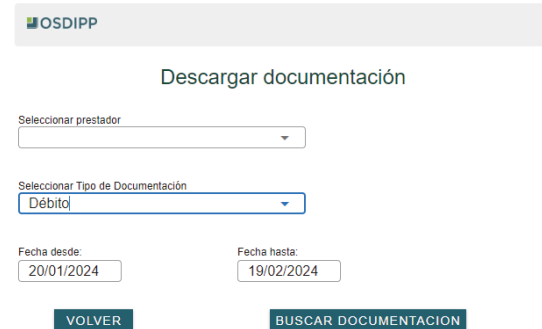 OSDIPP
Descargar documentación
Seleccionar prestador
Seleccionar Tipo de Documentación
Débito
Fecha desde: Fecha hasta:
20/01/2024 19/02/2024
VOLVER BUSCAR DOCUMENTACION